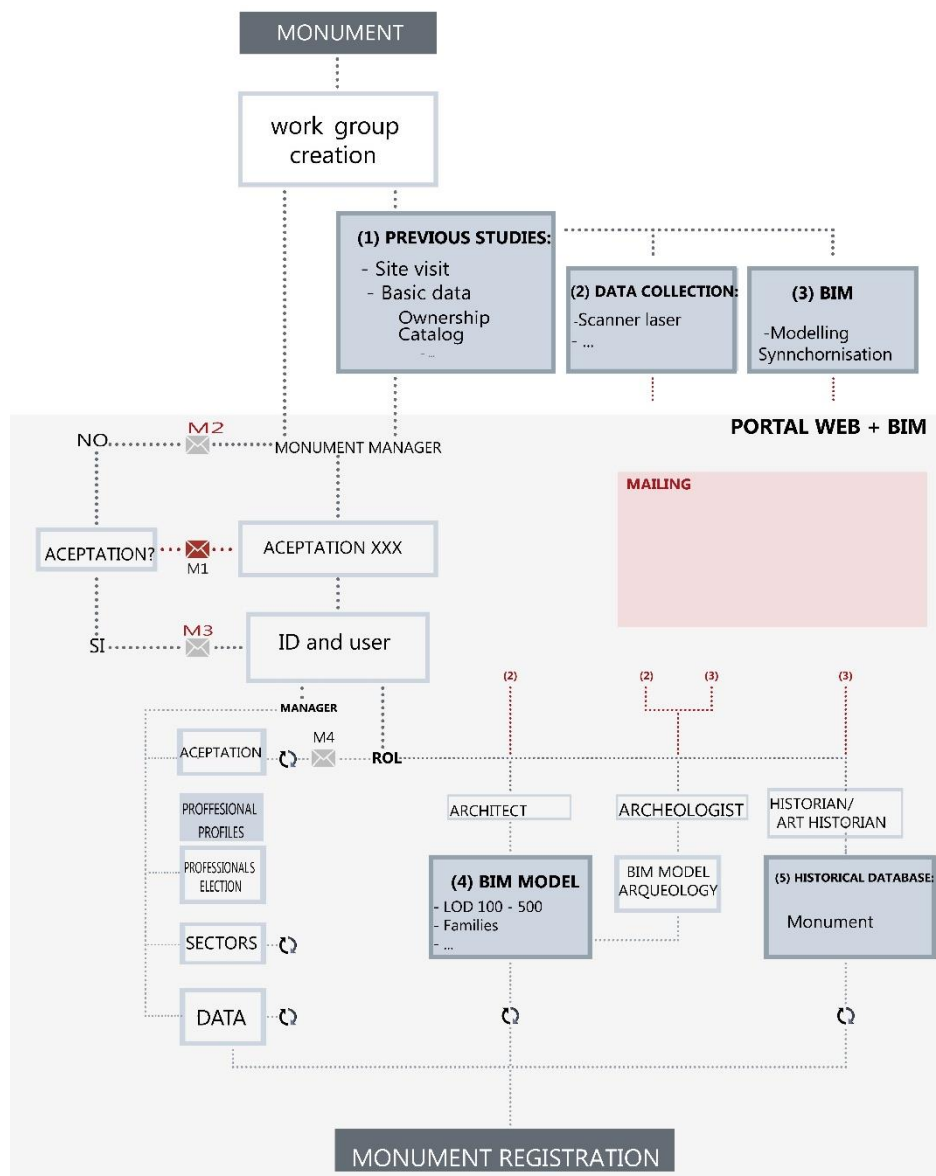 MONUMENT
work group
creation
(1) PREVIOUS STUDIES:
- Site visit
- Basic data
Ownership
Catalog
- ...
(2) DATA COLLECTION:
-Scanner laser
- ...
(3) BIM
-Modelling
Synnchornisation
PORTAL WEB + BIM
NO
M2
MONUMENT MANAGER
MAILING
ACEPTATION?
M1
ACEPTATION XXX
SI
M3
ID and user
(2)
(2)
(3)
(3)
MANAGER
ACEPTATION
M4
ROL
PROFFESIONAL
PROFILES
PROFESSIONALS
ELECTION
SECTORS
DATA
ARCHITECT
ARCHEOLOGIST
HISTORIAN/
ART HISTORIAN
(4) BIM MODEL
- LOD 100 - 500
- Families
- ...
BIM MODEL
ARQUEOLOGY
(5) HISTORICAL DATABASE:
Monument
MONUMENT REGISTRATION